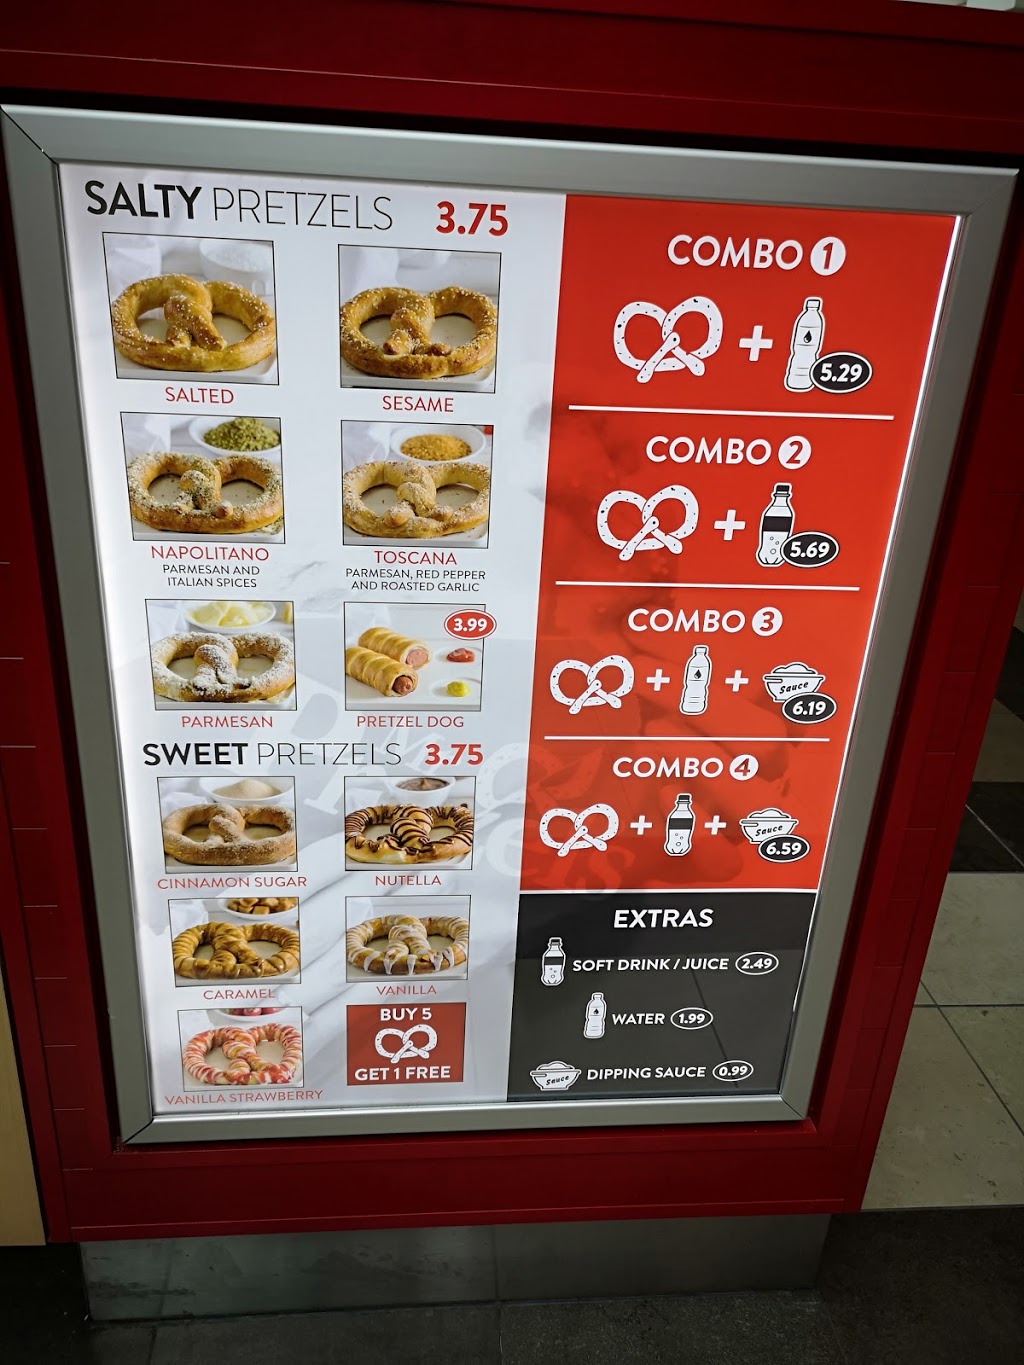 SALTY PRETZELS 3.75
SALTED
SESAME
NAPOLITANO
PARMESAN AND
ITALIAN SPICES
TOSCANA
PARMESAN, RED PEPPER
AND ROASTED GARLIC
PARMESAN
3.99
PRETZEL DOG
SWEET PRETZELS 3.75
CINNAMON SUGAR
NUTELLA
CARAMEL
VANILLA
VANILLA STRAWBERRY
BUY 5
GET 1 FREE
COMBO 1
+
5.29
COMBO 2
+
5.69
COMBO 3
+ + Sauce
6.19
COMBO 4
+ + Sauce
6.59
EXTRAS
SOFT DRINK / JUICE 2.49
WATER 1.99
Sauce DIPPING SAUCE 0.99